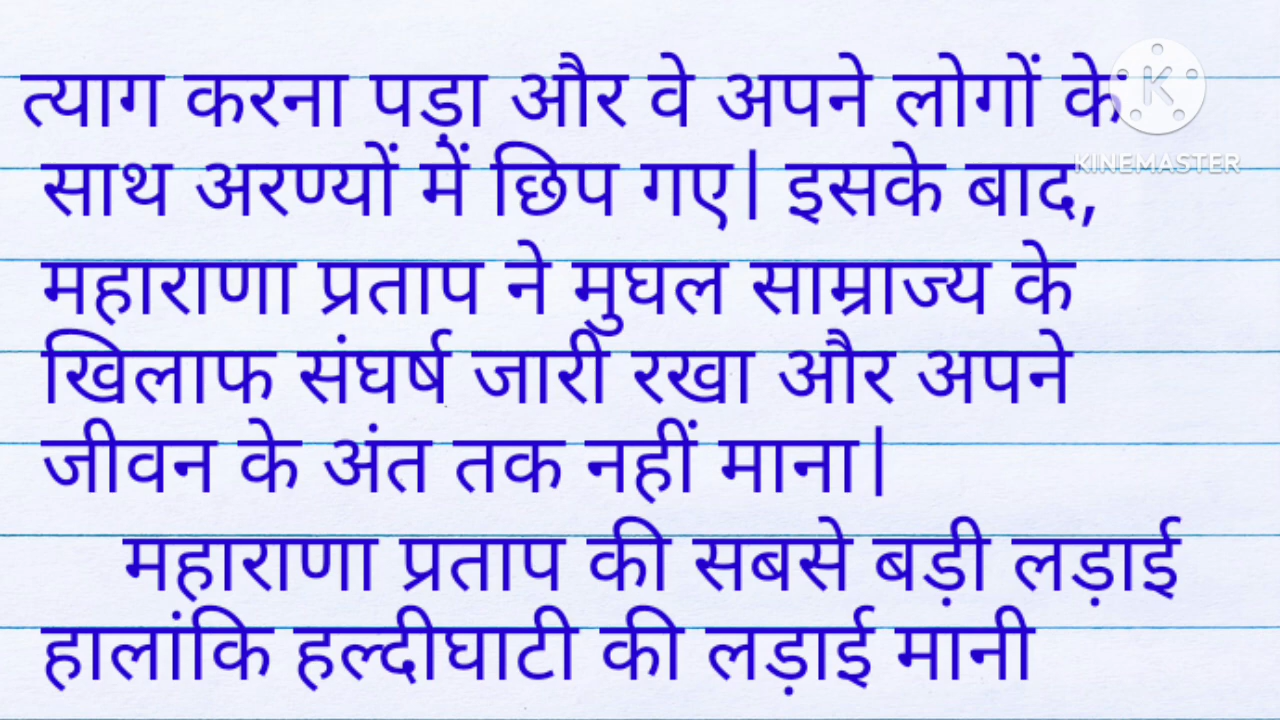 त्याग करना पड़ा और वे अपने लोगों के
साथ अरण्यों में छिप गए| इसके बाद,
महाराणा प्रताप ने मुघल साम्राज्य के
खिलाफ संघर्ष जारी रखा और अपने
जीवन के अंत तक नहीं माना|
महाराणा प्रताप की सबसे बड़ी लड़ाई
हालांकि हल्दीघाटी की लड़ाई मानी
K
KINEMASTER